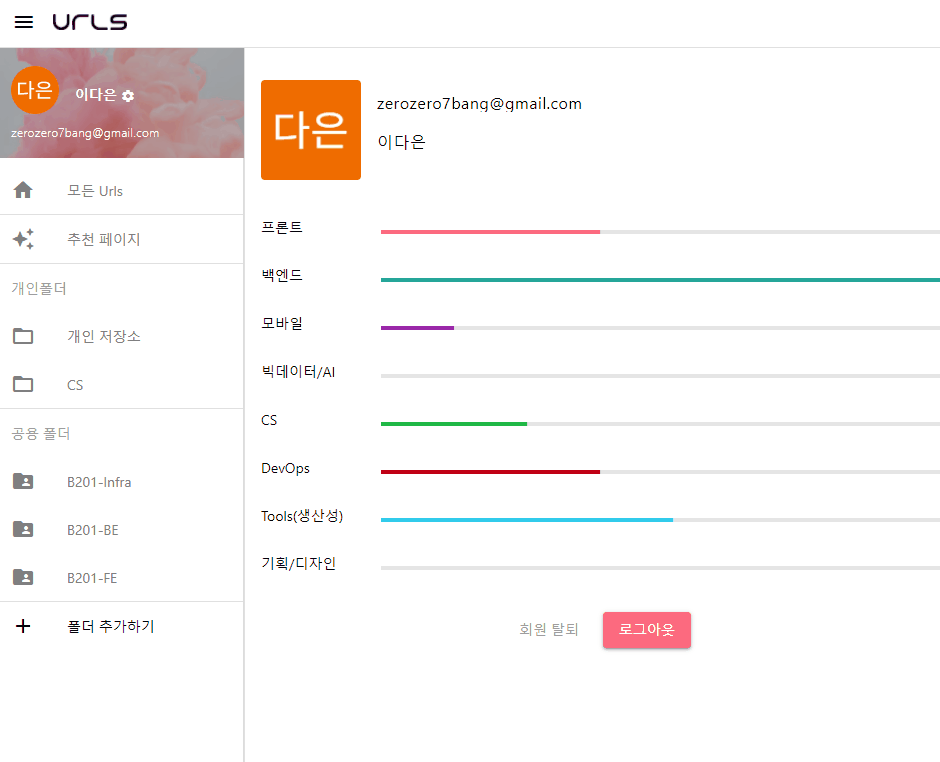 URLS
다은
이다은
zerozero7bang@gmail.com
모든 Urls
추천 페이지
개인폴더
개인 저장소
CS
공용 폴더
B201-Infra
B201-BE
B201-FE
폴더 추가하기
다은
zerozero7bang@gmail.com
이다은
프론트
백엔드
모바일
빅데이터/AI
CS
DevOps
Tools(생산성)
기획/디자인
회원 탈퇴 로그아웃